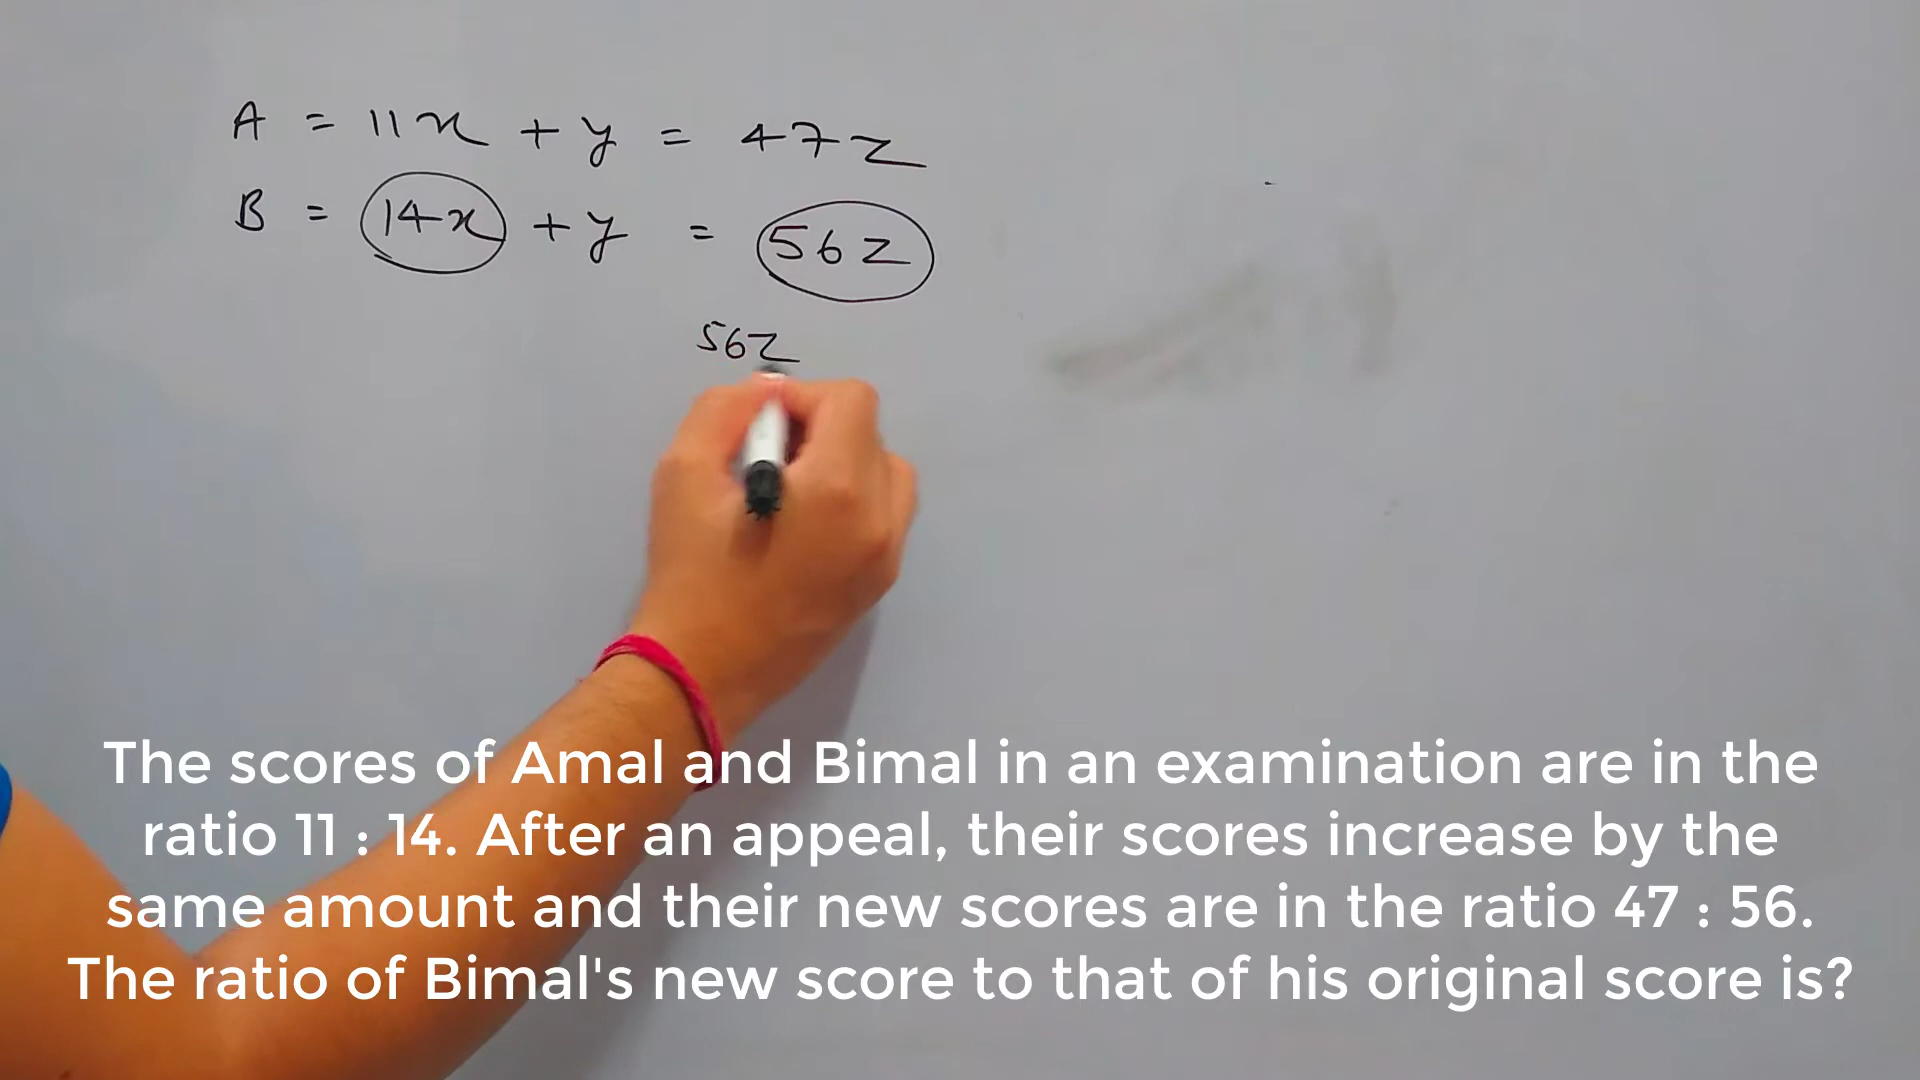 A = 11x + y = 47z
B = 14x + y = 56z
56z
The scores of Amal and Bimal in an examination are in the
ratio 11 : 14. After an appeal, their scores increase by the
same amount and their new scores are in the ratio 47 : 56.
The ratio of Bimal's new score to that of his original score is?